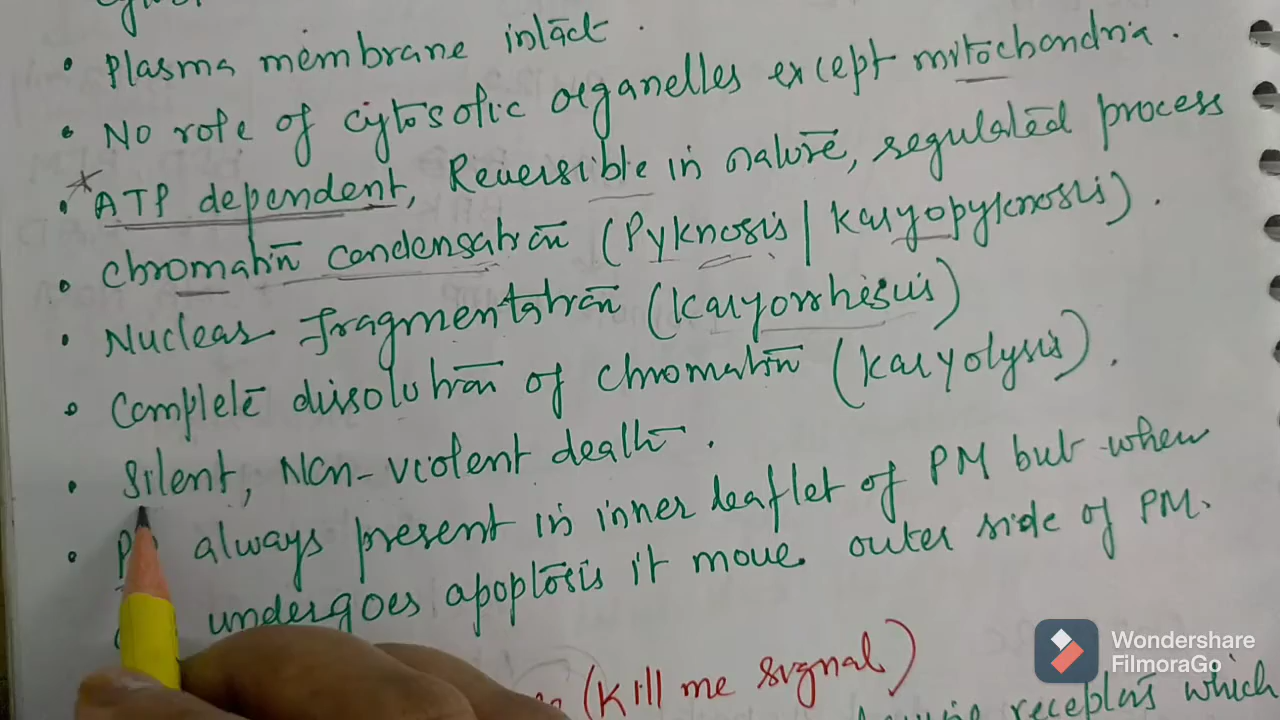 • Plasma membrane intact.
• No role of cytosolic organelles except mitochondria.
* • ATP dependent, Reversible in nature, regulated process
• Chromatin condensation (Pyknosis | Karyopyknosis).
• Nuclear fragmentation (Karyorrhesis)
• Complete dissolution of chromatin (Karyolysis).
• Silent, Non-violent death.
• always present in inner leaflet of PM but when
undergoes apoptosis it move outer side of PM.
(Kill me signal)
receptors which
Wondershare
FilmoraGo